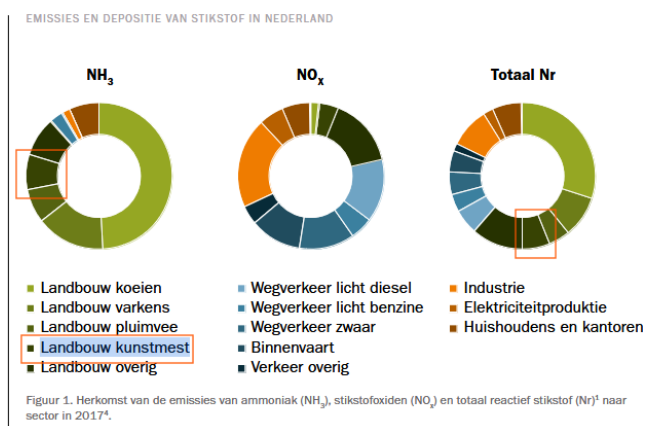 EMISSIES EN DEPOSITIE VAN STIKSTOF IN NEDERLAND
NH3
NOx
Totaal Nr
Landbouw koeien
Landbouw varkens
Landbouw pluimvee
Landbouw kunstmest
Landbouw overig
Wegverkeer licht diesel
Wegverkeer licht benzine
Wegverkeer zwaar
Binnenvaart
Verkeer overig
Industrie
Elektriciteitproduktie
Huishoudens en kantoren
Figuur 1. Herkomst van de emissies van ammoniak (NH3), stikstofoxiden (NOx) en totaal reactief stikstof (Nr)¹ naar
sector in 2017⁴.